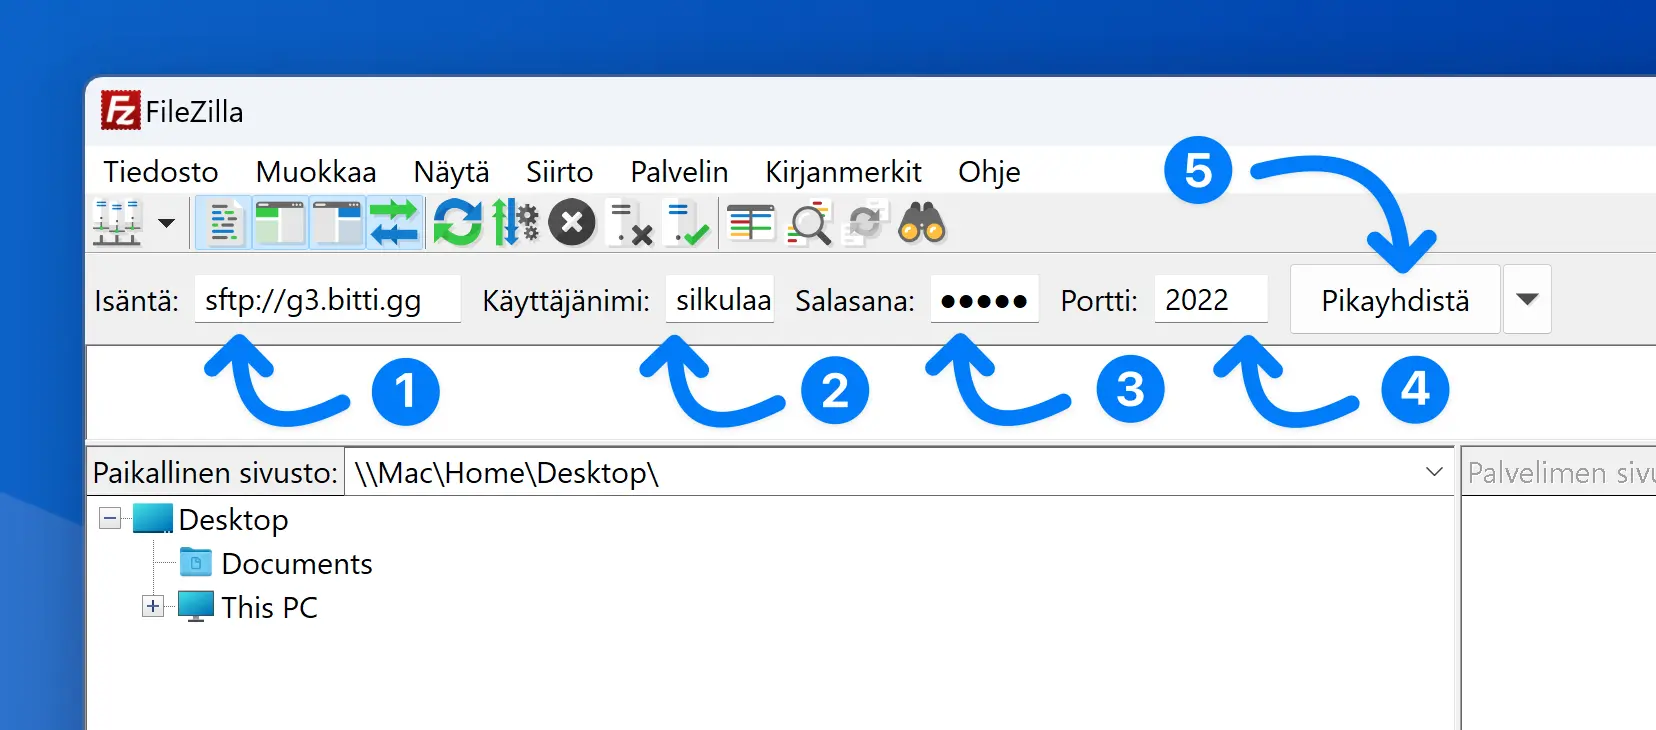 FileZilla
Tiedosto Muokkaa Näytä Siirto Palvelin Kirjanmerkit Ohje
5
Isäntä: sftp://g3.bitti.gg Käyttäjänimi: silkulaa Salasana: ●●●●● Portti: 2022 Pikayhdistä
1 2 3 4
Paikallinen sivusto: \\Mac\Home\Desktop\ Palvelimen
Desktop
Documents
This PC